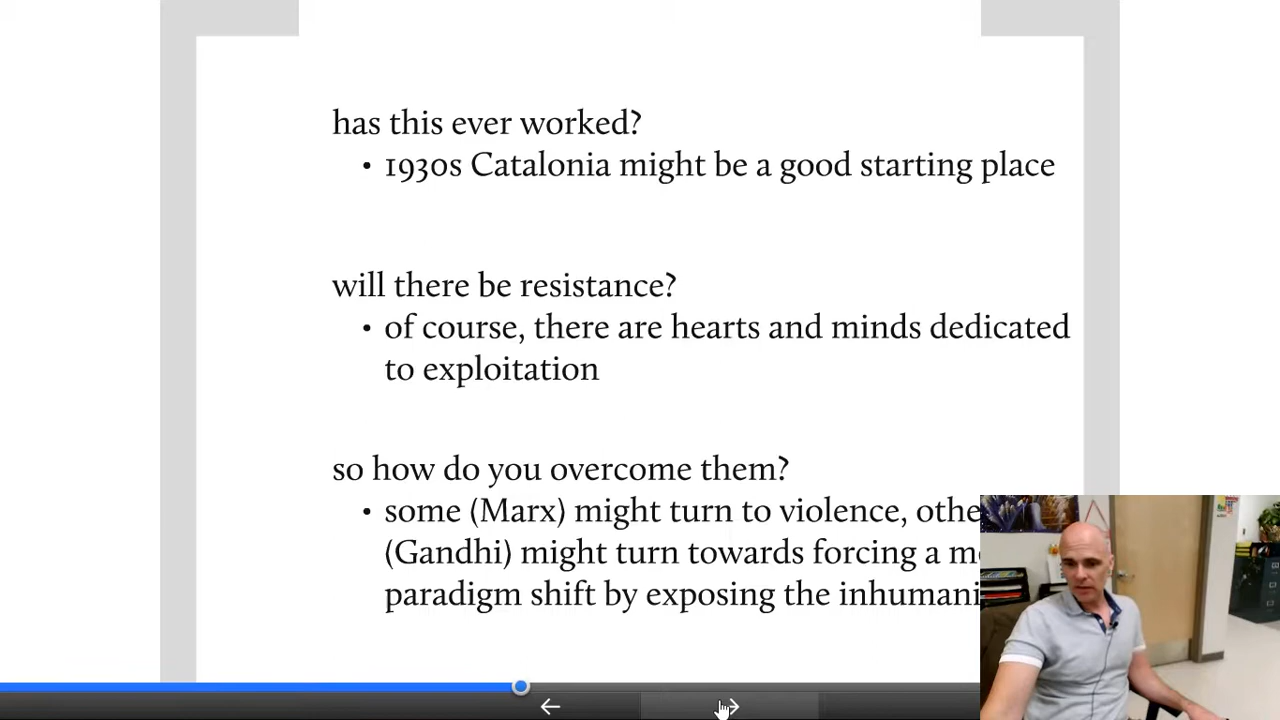 has this ever worked?
• 1930s Catalonia might be a good starting place
will there be resistance?
• of course, there are hearts and minds dedicated
to exploitation
so how do you overcome them?
• some (Marx) might turn to violence,
(Gandhi) might turn towards forcing a
paradigm shift by exposing the